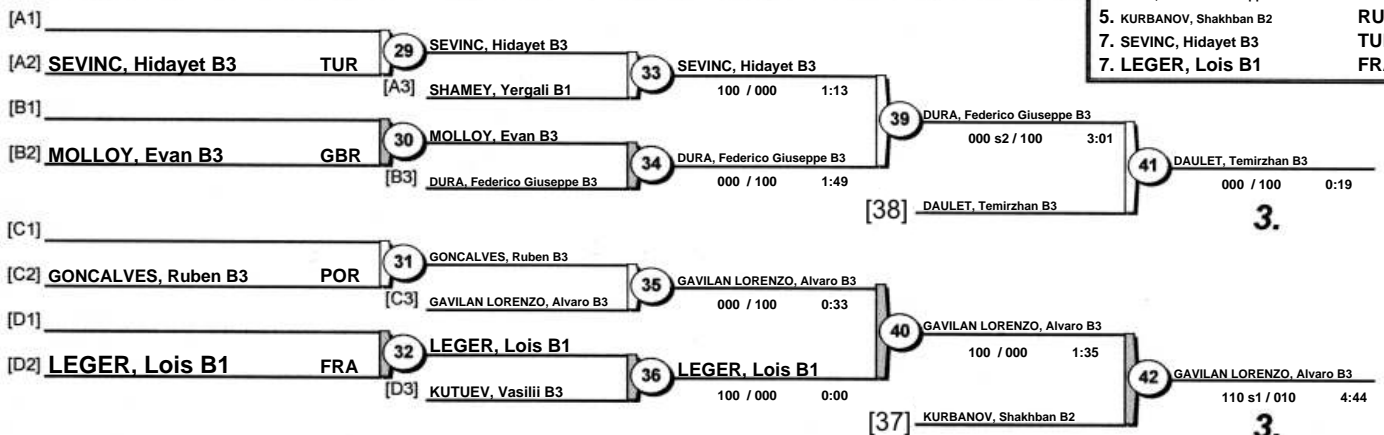 5. KURBANOV, Shakhban B2 RU
7. SEVINC, Hidayet B3 TU
7. LEGER, Lois B1 FRA
[A1]
[A2] SEVINC, Hidayet B3 TUR
29
SEVINC, Hidayet B3
[A3] SHAMEY, Yergali B1
33
SEVINC, Hidayet B3
100 / 000 1:13
[B1]
[B2] MOLLOY, Evan B3 GBR
30
MOLLOY, Evan B3
[B3] DURA, Federico Giuseppe B3
34
DURA, Federico Giuseppe B3
000 / 100 1:49
39
DURA, Federico Giuseppe B3
000 s2 / 100 3:01
[38] DAULET, Temirzhan B3
41
DAULET, Temirzhan B3
000 / 100 0:19
3.
[C1]
[C2] GONCALVES, Ruben B3 POR
31
GONCALVES, Ruben B3
[C3] GAVILAN LORENZO, Alvaro B3
35
GAVILAN LORENZO, Alvaro B3
000 / 100 0:33
[D1]
[D2] LEGER, Lois B1 FRA
32
LEGER, Lois B1
[D3] KUTUEV, Vasilii B3
36
LEGER, Lois B1
100 / 000 0:00
40
GAVILAN LORENZO, Alvaro B3
100 / 000 1:35
[37] KURBANOV, Shakhban B2
42
GAVILAN LORENZO, Alvaro B3
110 s1 / 010 4:44
3.